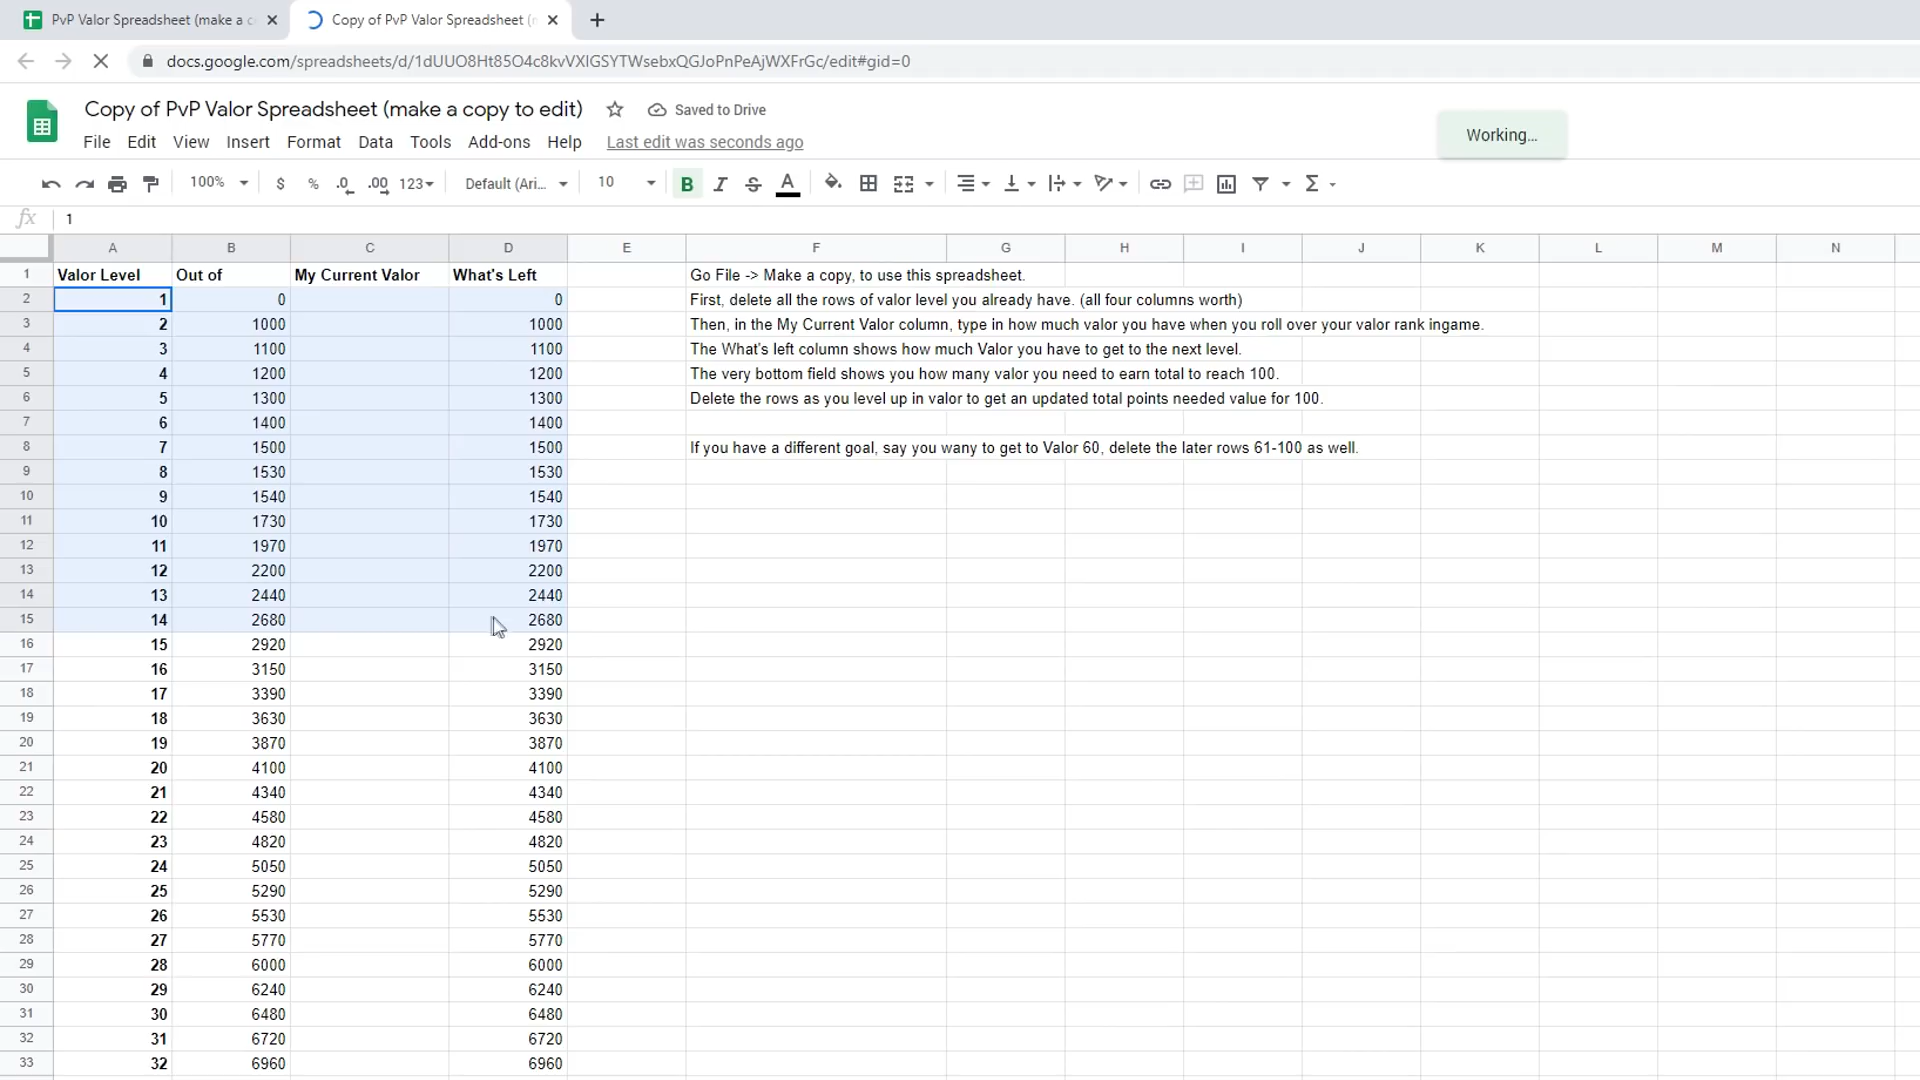 PvP Valor Spreadsheet (make a c
Copy of PvP Valor Spreadsheet (
docs.google.com/spreadsheets/d/1dUUO8Ht85O4c8kvVXIGSYTWsebxQGJoPnPeAjWXFrGc/edit#gid=0
Copy of PvP Valor Spreadsheet (make a copy to edit) Saved to Drive
Working...
File Edit View Insert Format Data Tools Add-ons Help Last edit was seconds ago
100% $ % .0 .00 123 Default (Ari... 10 B I S A Σ
fx 1
A B C D E F G H I J K L M N
1 Valor Level Out of My Current Valor What's Left Go File -> Make a copy, to use this spreadsheet.
2 1 0 0 First, delete all the rows of valor level you already have. (all four columns worth)
3 2 1000 1000 Then, in the My Current Valor column, type in how much valor you have when you roll over your valor rank ingame.
4 3 1100 1100 The What's left column shows how much Valor you have to get to the next level.
5 4 1200 1200 The very bottom field shows you how many valor you need to earn total to reach 100.
6 5 1300 1300 Delete the rows as you level up in valor to get an updated total points needed value for 100.
7 6 1400 1400
8 7 1500 1500 If you have a different goal, say you wany to get to Valor 60, delete the later rows 61-100 as well.
9 8 1530 1530
10 9 1540 1540
11 10 1730 1730
12 11 1970 1970
13 12 2200 2200
14 13 2440 2440
15 14 2680 2680
16 15 2920 2920
17 16 3150 3150
18 17 3390 3390
19 18 3630 3630
20 19 3870 3870
21 20 4100 4100
22 21 4340 4340
23 22 4580 4580
24 23 4820 4820
25 24 5050 5050
26 25 5290 5290
27 26 5530 5530
28 27 5770 5770
29 28 6000 6000
30 29 6240 6240
31 30 6480 6480
32 31 6720 6720
33 32 6960 6960